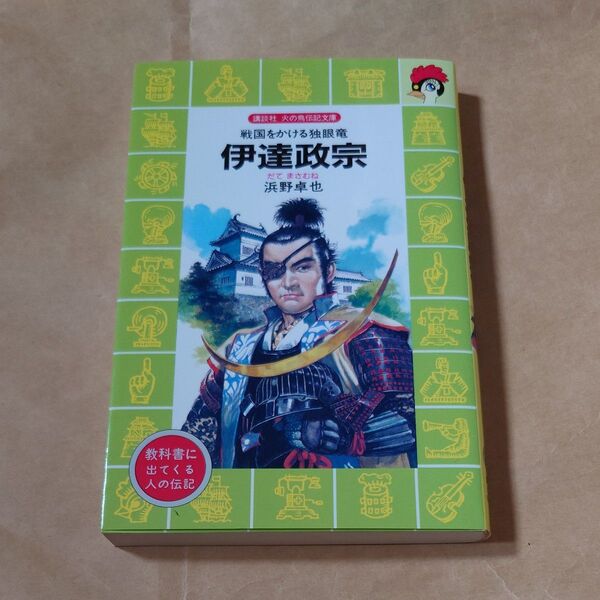 講談社 火の鳥伝記文庫
戦国をかける独眼竜
伊達政宗
だて まさむね
浜野卓也
教科書に
出てくる
人の伝記